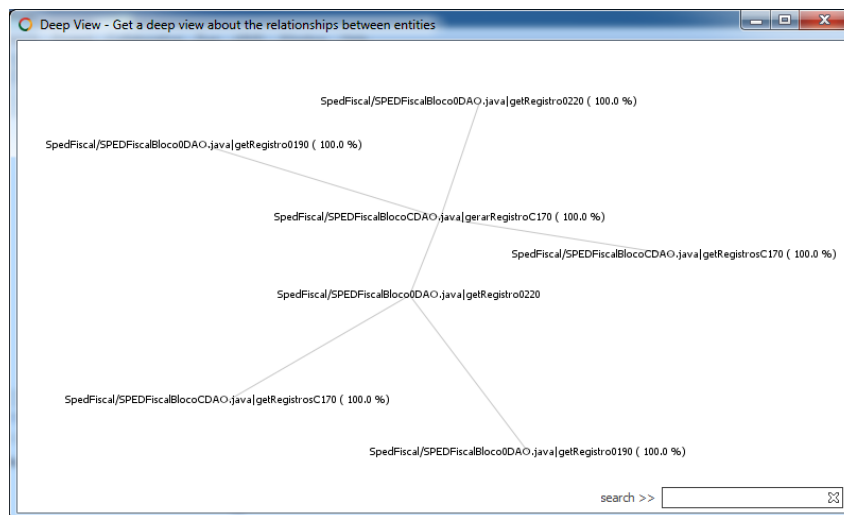 Deep View - Get a deep view about the relationships between entities
SpedFiscal/SPEDFiscalBloco0DAO.java|getRegistro0220 ( 100.0 %)
SpedFiscal/SPEDFiscalBloco0DAO.java|getRegistro0190 ( 100.0 %)
SpedFiscal/SPEDFiscalBlocoCDAO.java|gerarRegistroC170 ( 100.0 %)
SpedFiscal/SPEDFiscalBlocoCDAO.java|getRegistrosC170 ( 100.0 %)
SpedFiscal/SPEDFiscalBloco0DAO.java|getRegistro0220
SpedFiscal/SPEDFiscalBlocoCDAO.java|getRegistrosC170 ( 100.0 %)
SpedFiscal/SPEDFiscalBloco0DAO.java|getRegistro0190 ( 100.0 %)
search >>